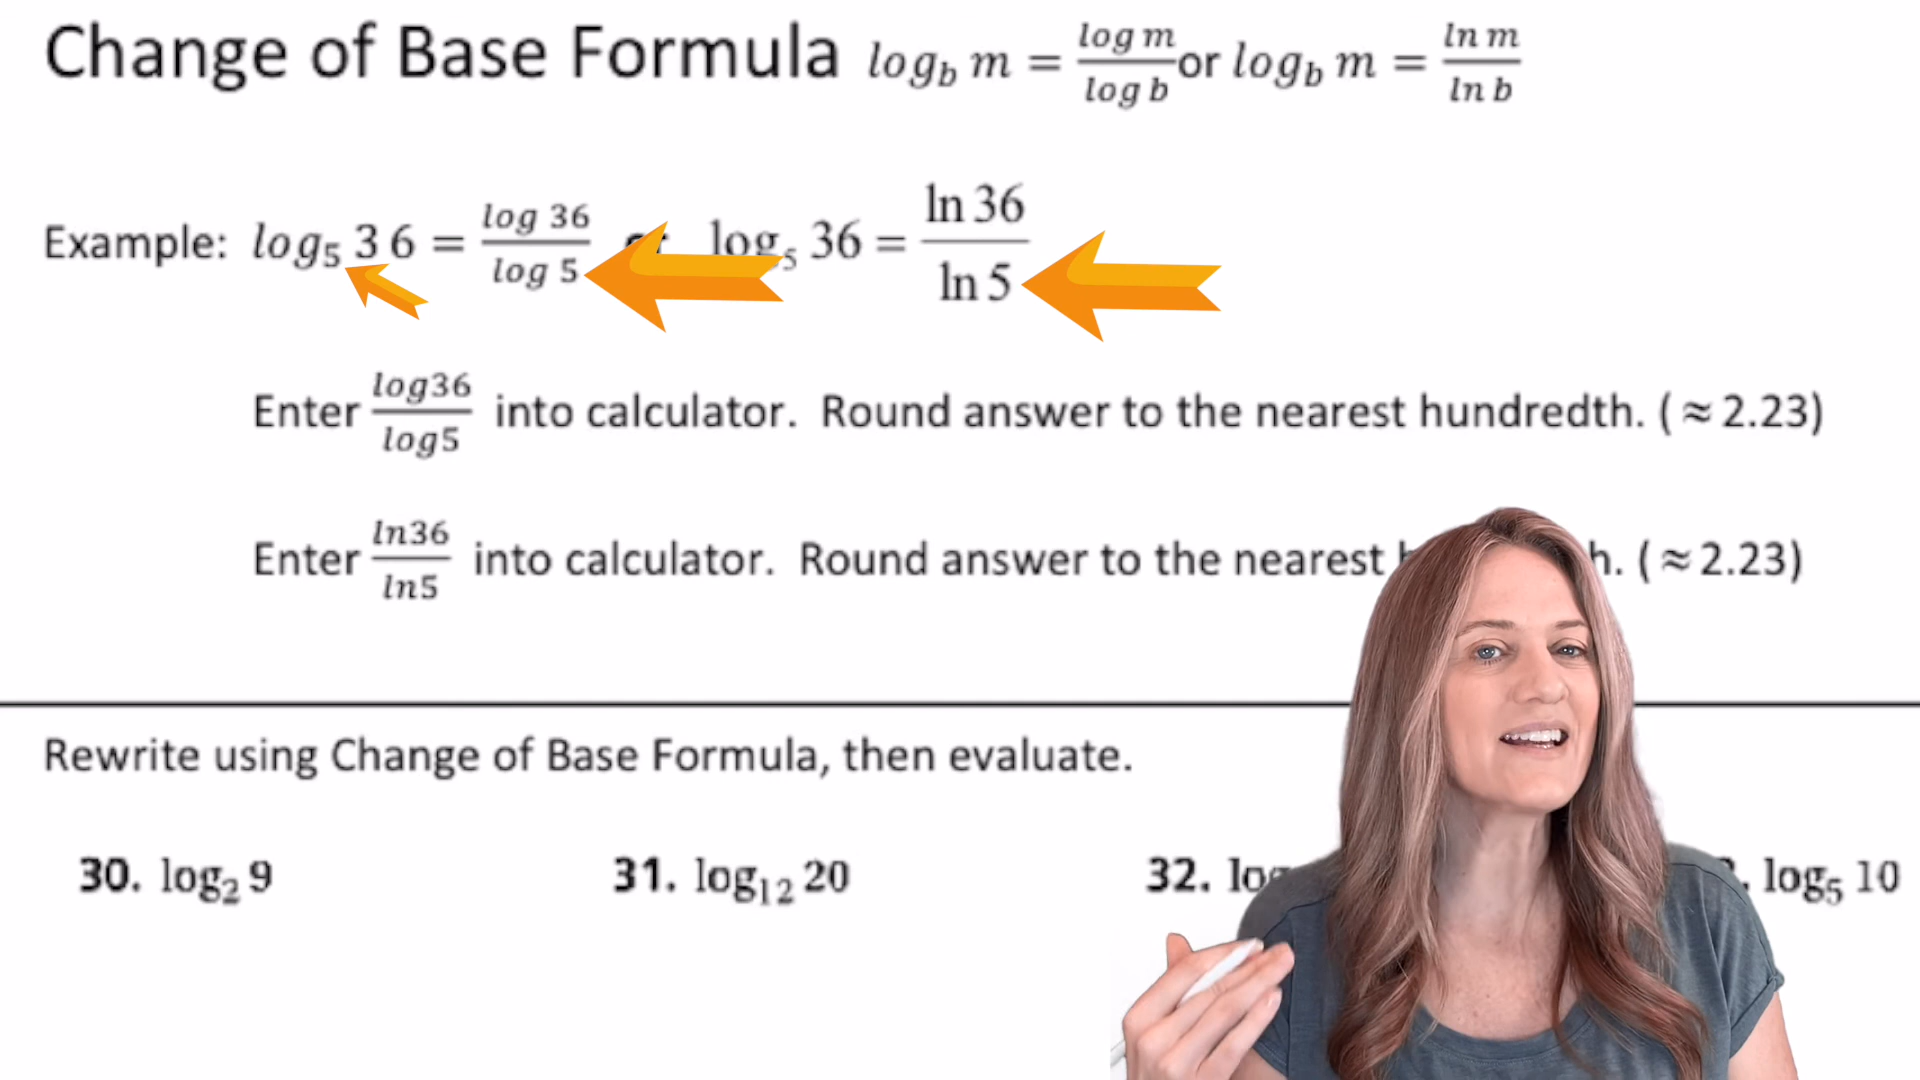 Change of Base Formula log_b m = log m / log b or log_b m = ln m / ln b
Example: log_5 36 = log 36 / log 5 log_5 36 = ln 36 / ln 5
Enter log36 / log5 into calculator. Round answer to the nearest hundredth. (≈ 2.23)
Enter ln36 / ln5 into calculator. Round answer to the nearest (≈ 2.23)
Rewrite using Change of Base Formula, then evaluate.
30. log_2 9 31. log_12 20 32. log_5 10